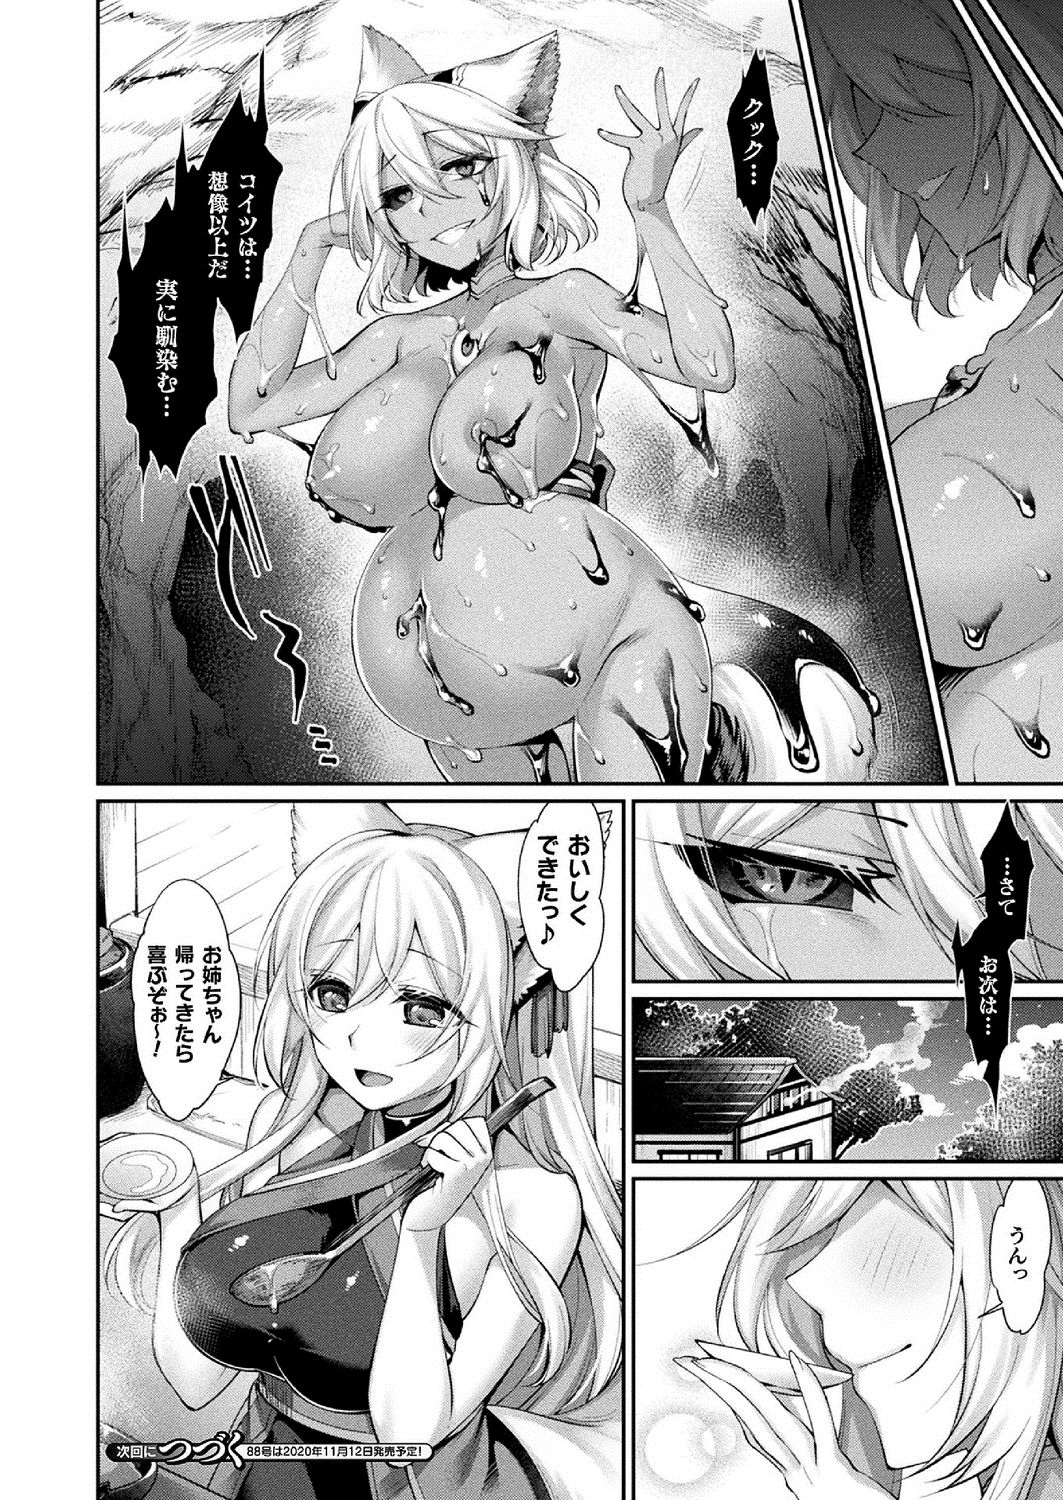 クック…
コイツは…
想像以上だ
実に馴染む…
…さて
お次は…
うんっ
おいしく
できたっ♪
お姉ちゃん
帰ってきたら
喜ぶぞぉ～!
次回につづく 88号は2020年11月12日発売予定!